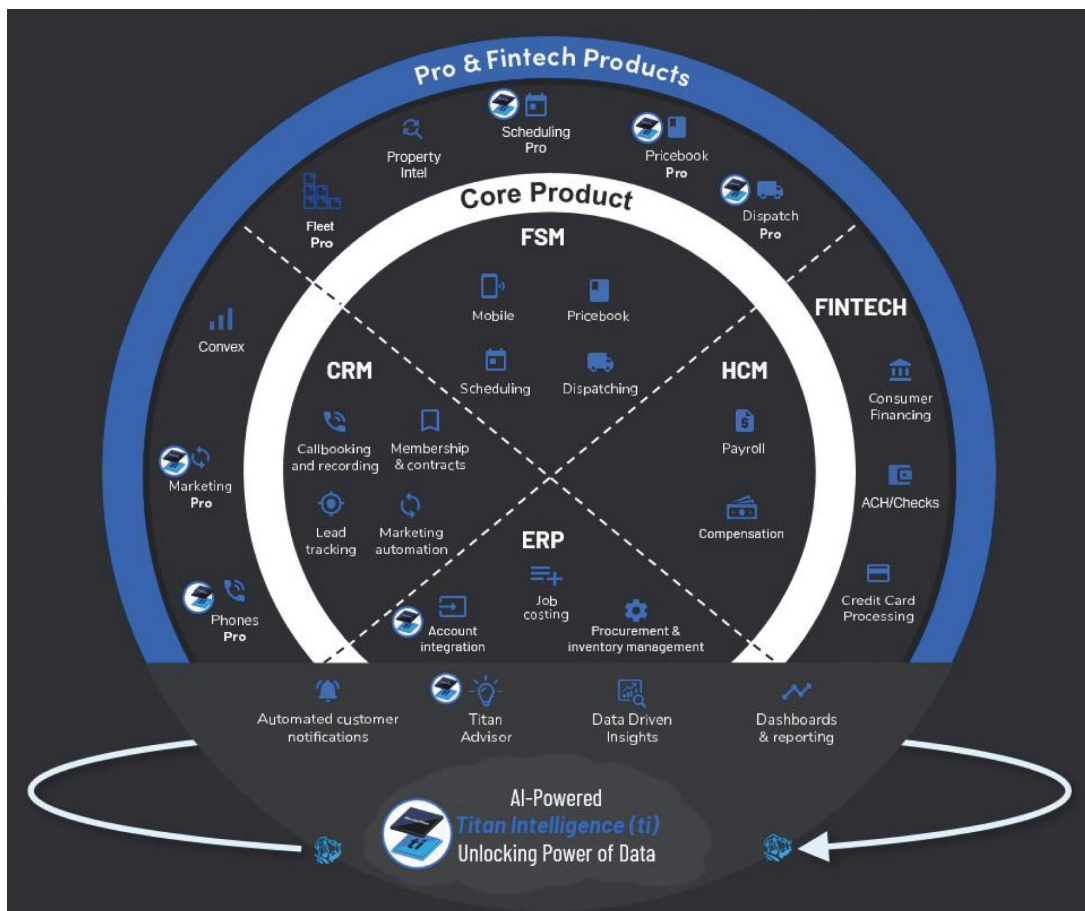 Pro & Fintech Products
Scheduling
Pro
Property
Intel
Pricebook
Pro
Fleet
Pro
Dispatch
Pro
Core Product
FSM
Mobile
Pricebook
Scheduling
Dispatching
Convex
Marketing
Pro
Phones
Pro
CRM
Callbooking
and recording
Membership
& contracts
Lead
tracking
Marketing
automation
HCM
Payroll
Compensation
FINTECH
Consumer
Financing
ACH/Checks
Credit Card
Processing
ERP
Job
costing
Account
integration
Procurement &
inventory management
Automated customer
notifications
Titan
Advisor
Data Driven
Insights
Dashboards
& reporting
AI-Powered
Titan Intelligence (ti)
Unlocking Power of Data